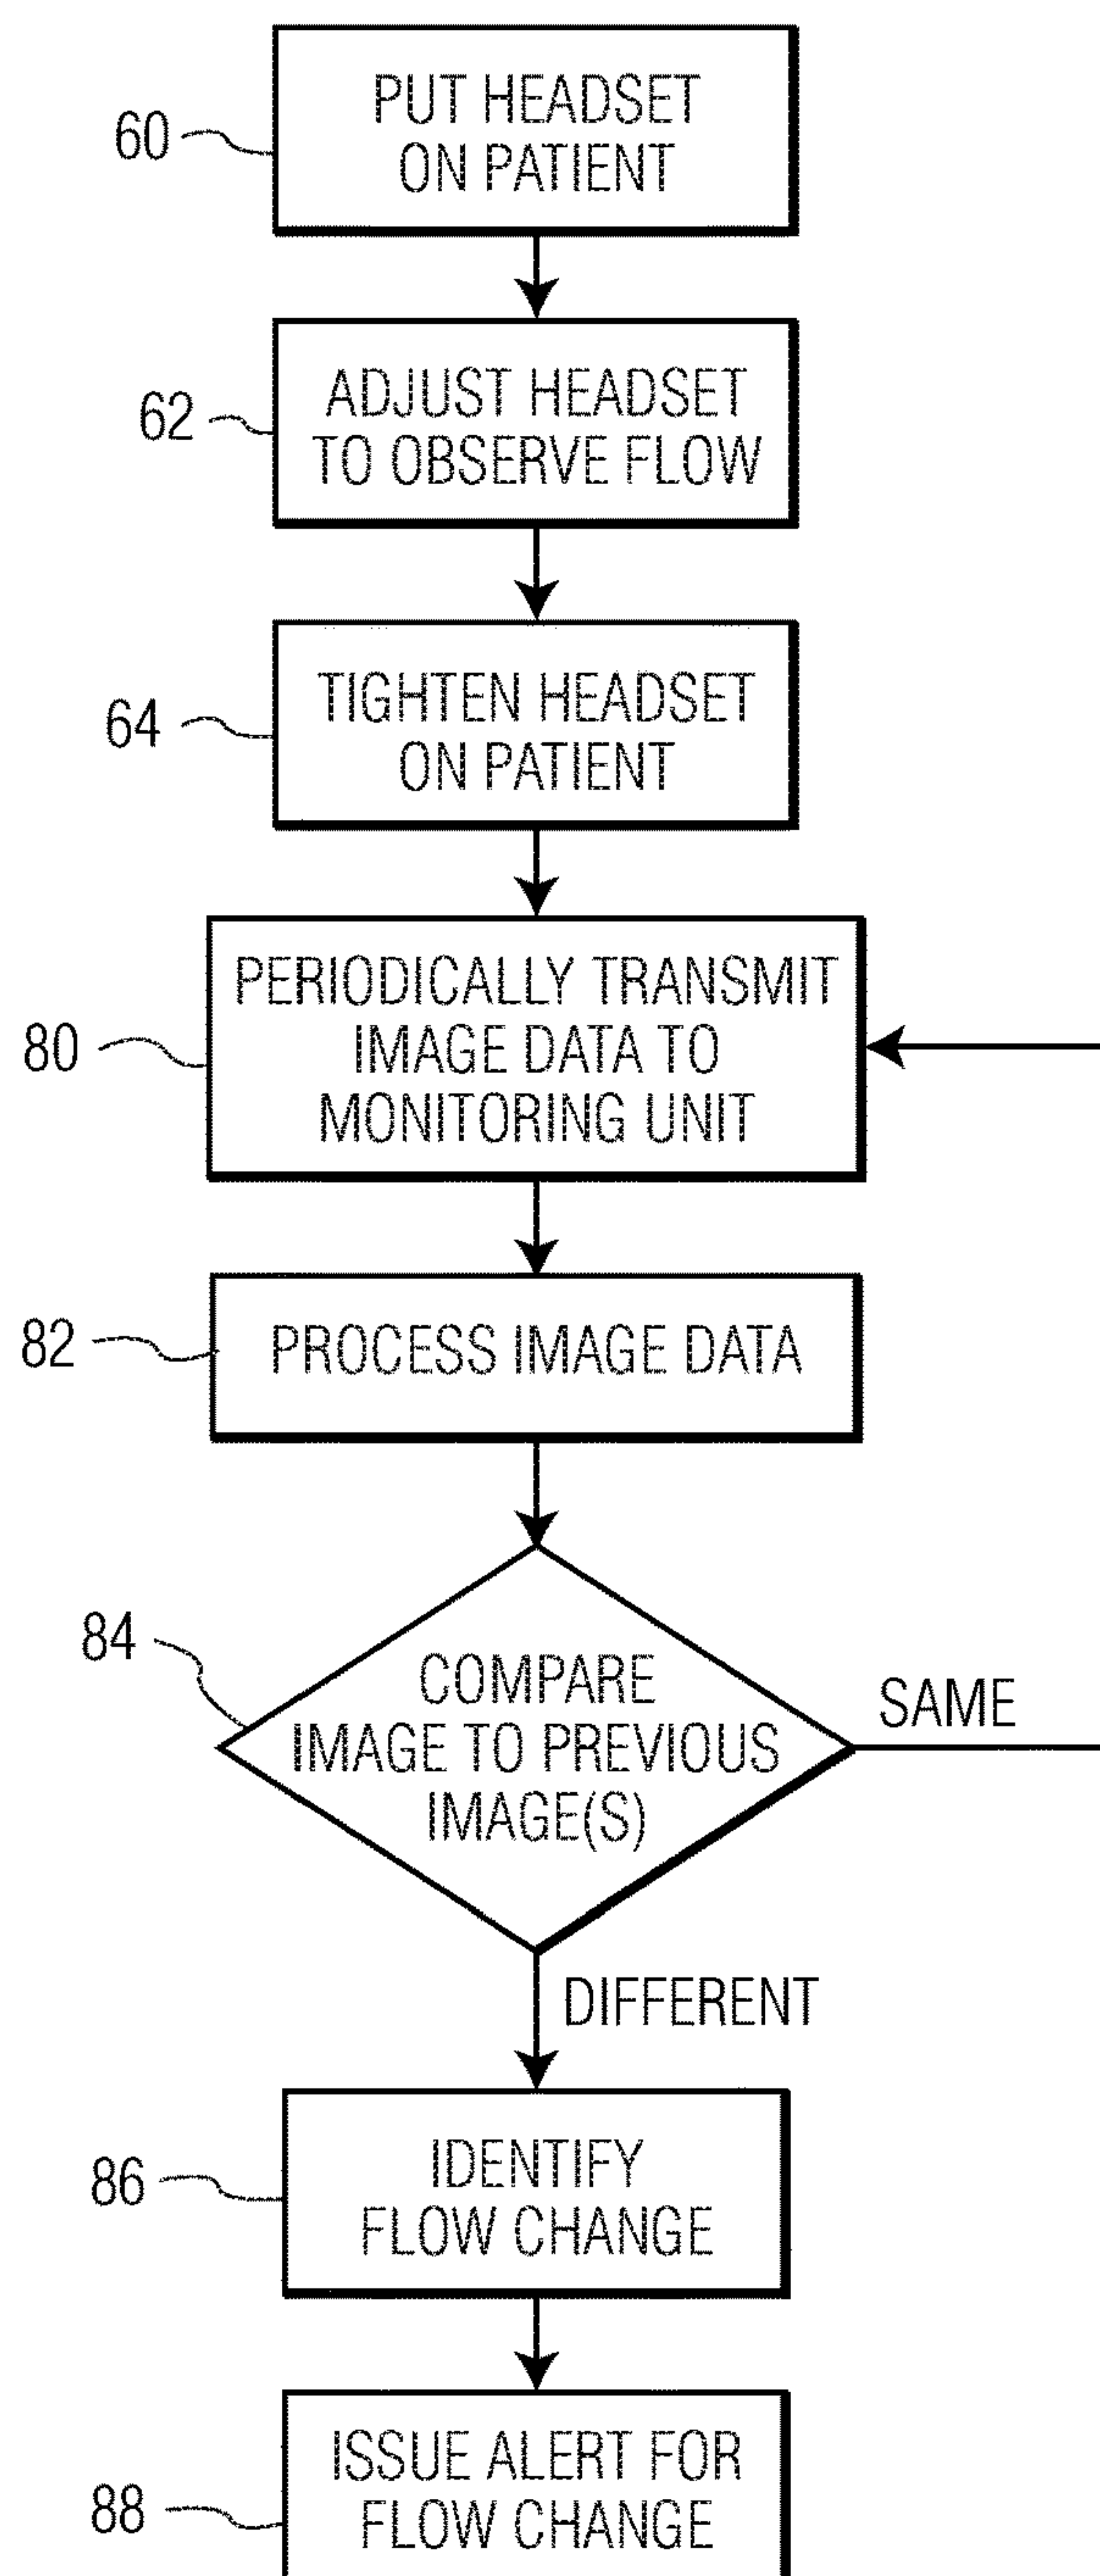 60
PUT HEADSET
ON PATIENT
62
ADJUST HEADSET
TO OBSERVE FLOW
64
TIGHTEN HEADSET
ON PATIENT
80
PERIODICALLY TRANSMIT
IMAGE DATA TO
MONITORING UNIT
82
PROCESS IMAGE DATA
84
COMPARE
IMAGE TO PREVIOUS
IMAGE(S)
SAME
DIFFERENT
86
IDENTIFY
FLOW CHANGE
88
ISSUE ALERT FOR
FLOW CHANGE